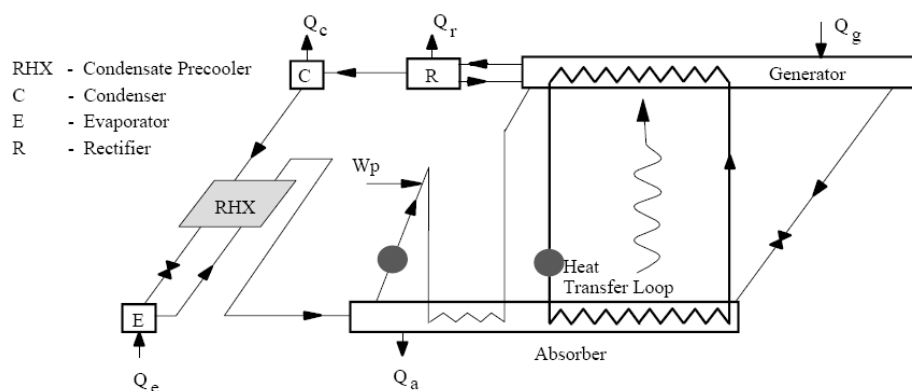 Q_c
Q_r
Q_g
RHX - Condensate Precooler
C - Condenser
E - Evaporator
R - Rectifier
C
R
Generator
Wp
RHX
Heat
Transfer Loop
E
Absorber
Q_e
Q_a